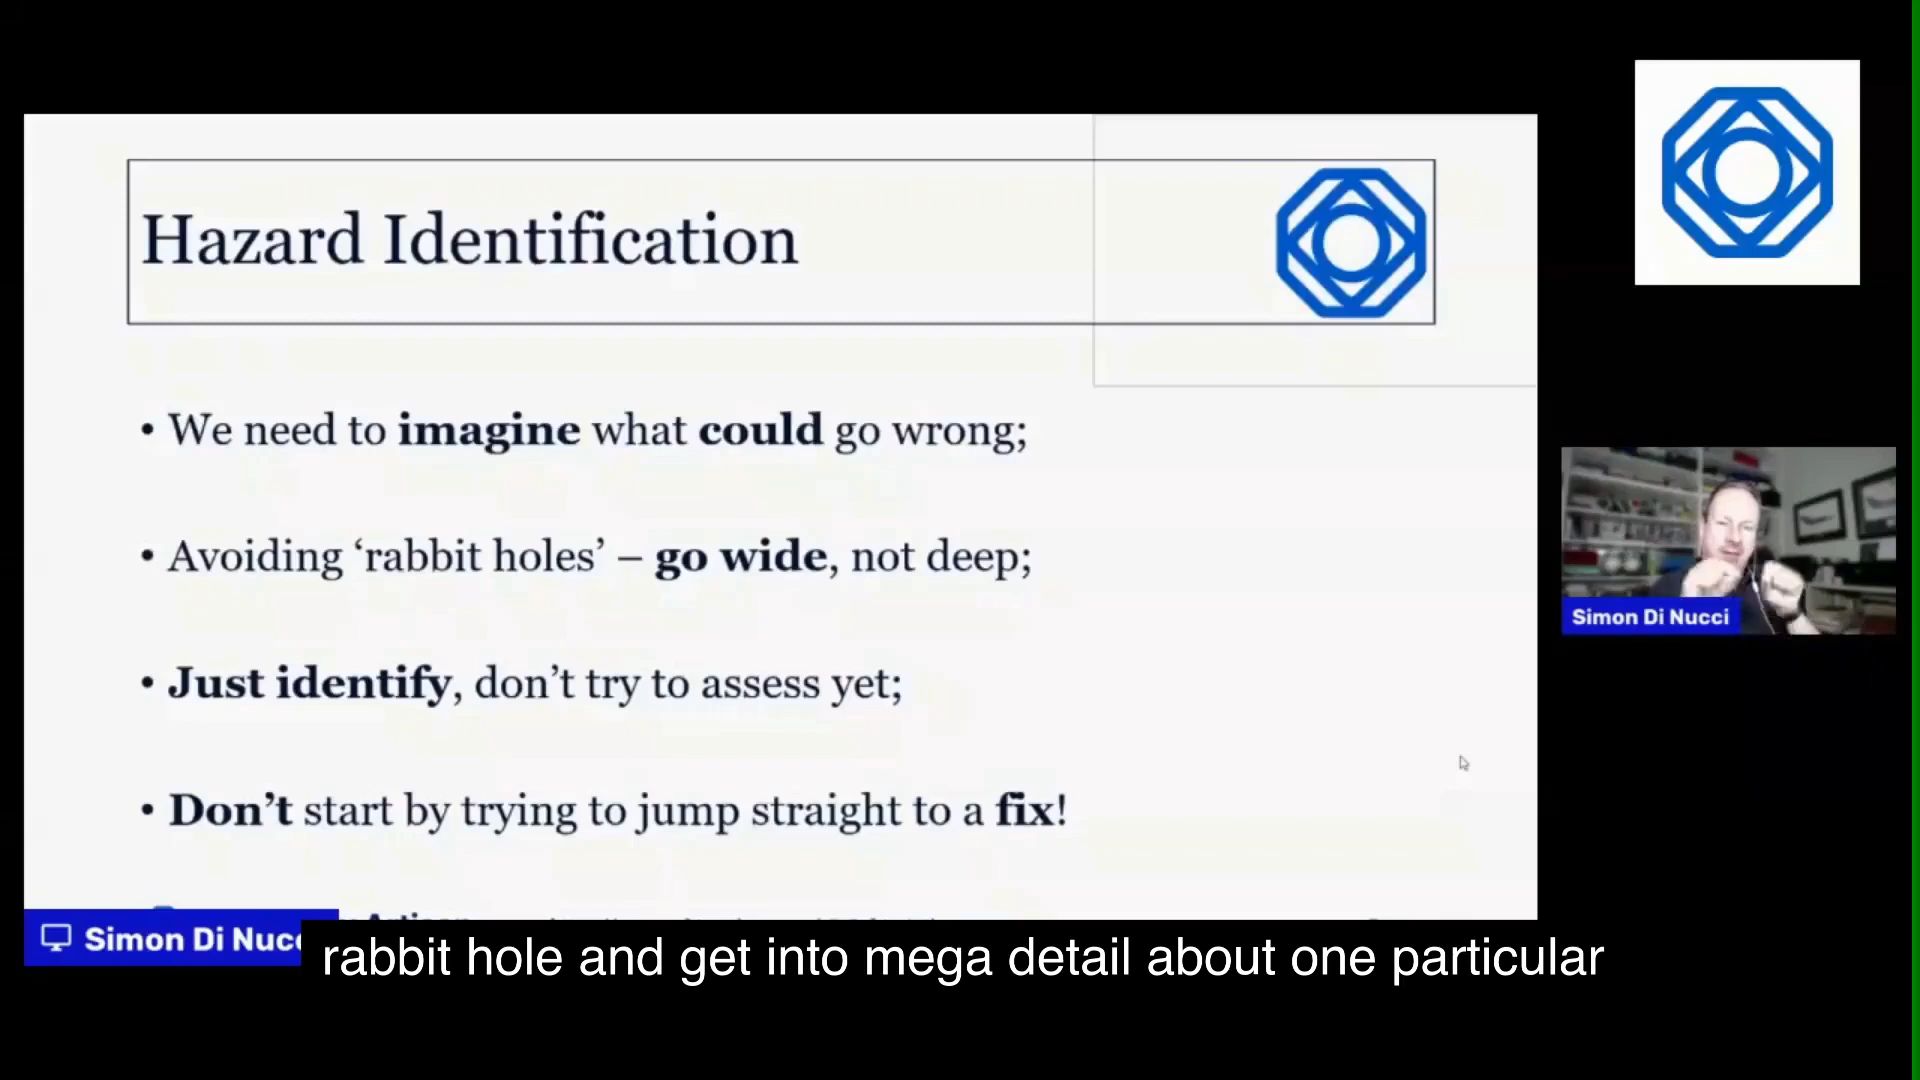 Hazard Identification
• We need to imagine what could go wrong;
• Avoiding ‘rabbit holes’ – go wide, not deep;
• Just identify, don’t try to assess yet;
• Don’t start by trying to jump straight to a fix!
Simon Di Nucci
Simon Di Nucc
rabbit hole and get into mega detail about one particular